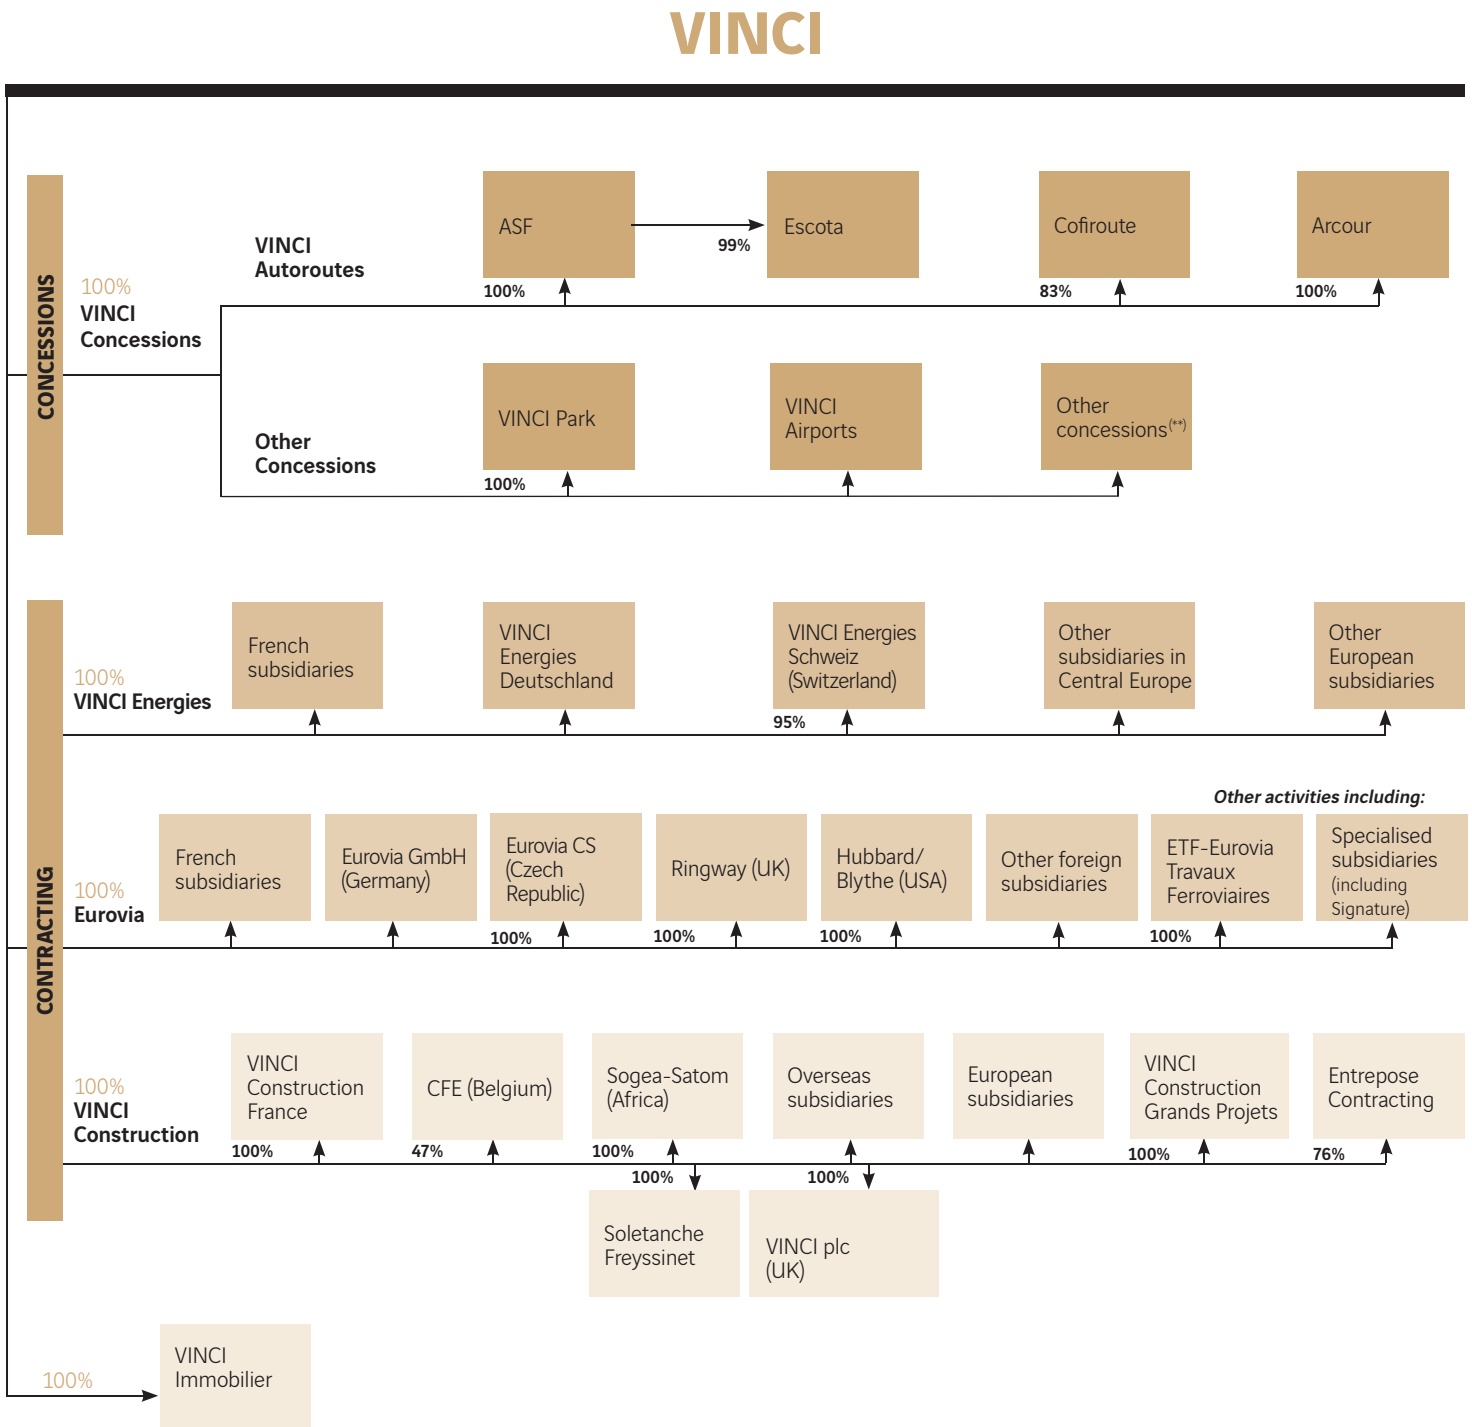 VINCI
CONCESSIONS
100%
VINCI
Concessions
VINCI
Autoroutes
ASF
100%
99%
Escota
Cofiroute
83%
Arcour
100%
Other
Concessions
VINCI Park
100%
VINCI
Airports
Other
concessions(**)
CONTRACTING
100%
VINCI Energies
French
subsidiaries
VINCI
Energies
Deutschland
VINCI Energies
Schweiz
(Switzerland)
95%
Other
subsidiaries in
Central Europe
Other
European
subsidiaries
Other activities including:
100%
Eurovia
French
subsidiaries
Eurovia GmbH
(Germany)
Eurovia CS
(Czech
Republic)
100%
Ringway (UK)
100%
Hubbard/
Blythe (USA)
100%
Other foreign
subsidiaries
ETF-Eurovia
Travaux
Ferroviaires
100%
Specialised
subsidiaries
(including
Signature)
100%
VINCI
Construction
VINCI
Construction
France
100%
CFE (Belgium)
47%
Sogea-Satom
(Africa)
100%
Overseas
subsidiaries
European
subsidiaries
VINCI
Construction
Grands Projets
100%
Entrepose
Contracting
76%
100%
Soletanche
Freyssinet
100%
VINCI plc
(UK)
100%
VINCI
Immobilier